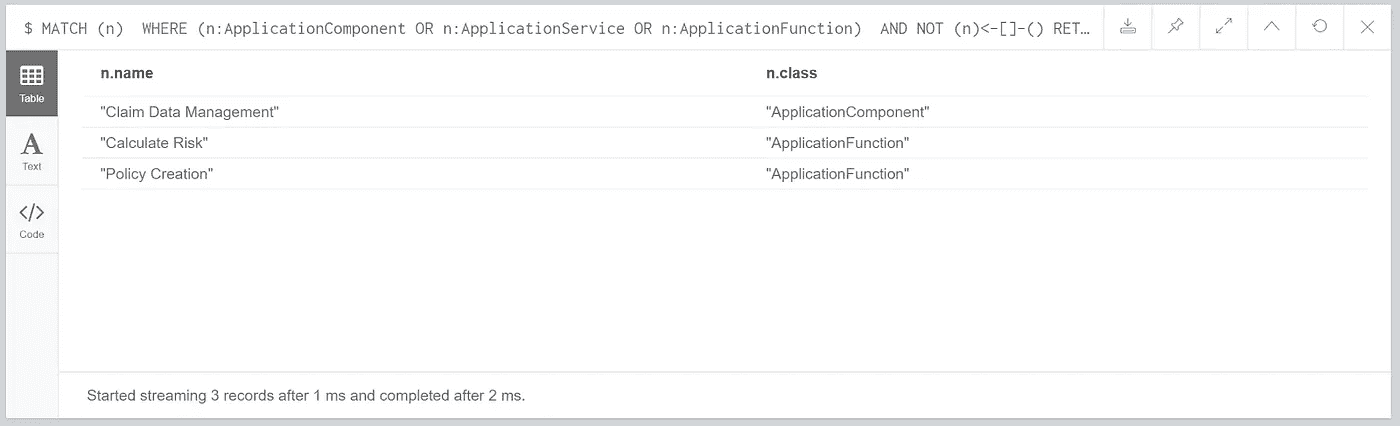 $ MATCH (n)  WHERE (n:ApplicationComponent OR n:ApplicationService OR n:ApplicationFunction)  AND NOT (n)<-[]-() RET…
Table
Text
Code
n.name n.class
"Claim Data Management" "ApplicationComponent"
"Calculate Risk" "ApplicationFunction"
"Policy Creation" "ApplicationFunction"
Started streaming 3 records after 1 ms and completed after 2 ms.